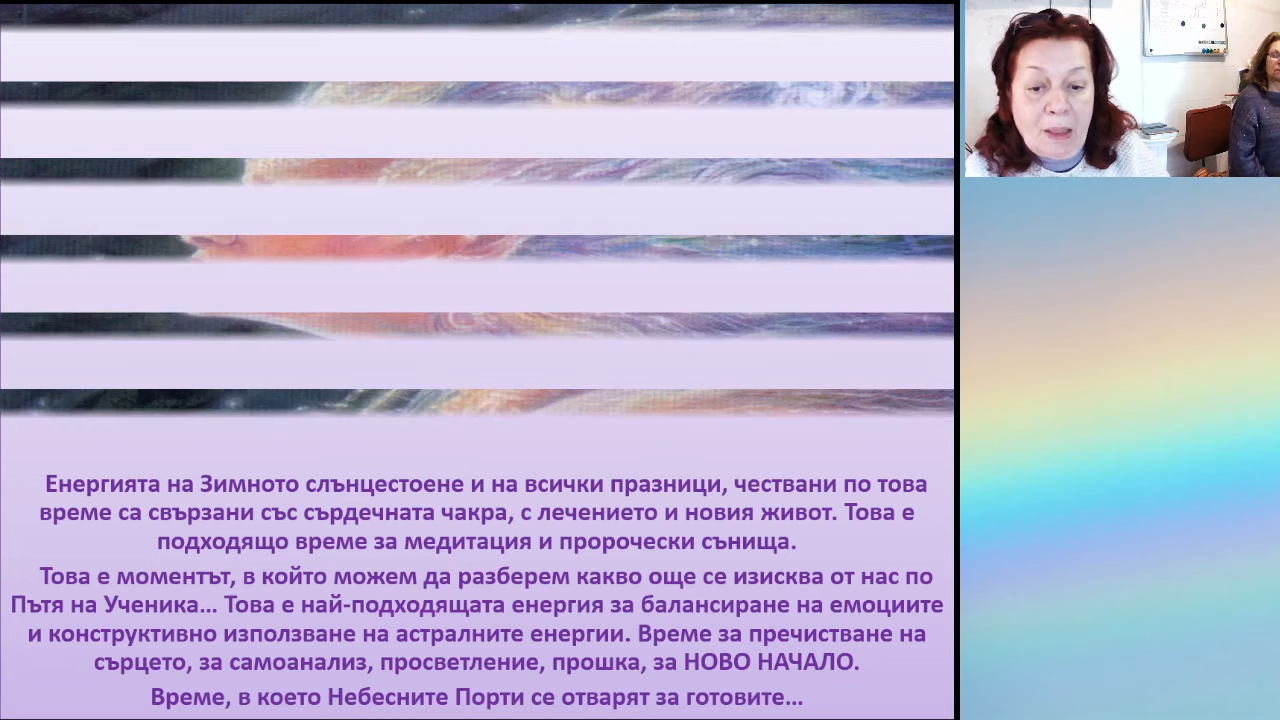 Енергията на Зимното слънцестоене и на всички празници, чествани по това
време са свързани със сърдечната чакра, с лечението и новия живот. Това е
подходящо време за медитация и пророчески сънища.
Това е моментът, в който можем да разберем какво още се изисква от нас по
Пътя на Ученика... Това е най-подходящата енергия за балансиране на емоциите
и конструктивно използване на астралните енергии. Време за пречистване на
сърцето, за самоанализ, просветление, прошка, за НОВО НАЧАЛО.
Време, в което Небесните Порти се отварят за готовите...